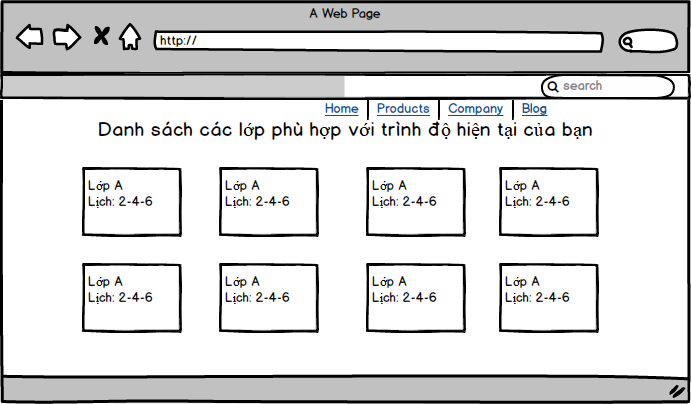 A Web Page
http://
search
Home Products Company Blog
Danh sách các lớp phù hợp với trình độ hiện tại của bạn
Lớp A
Lịch: 2-4-6
Lớp A
Lịch: 2-4-6
Lớp A
Lịch: 2-4-6
Lớp A
Lịch: 2-4-6
Lớp A
Lịch: 2-4-6
Lớp A
Lịch: 2-4-6
Lớp A
Lịch: 2-4-6
Lớp A
Lịch: 2-4-6